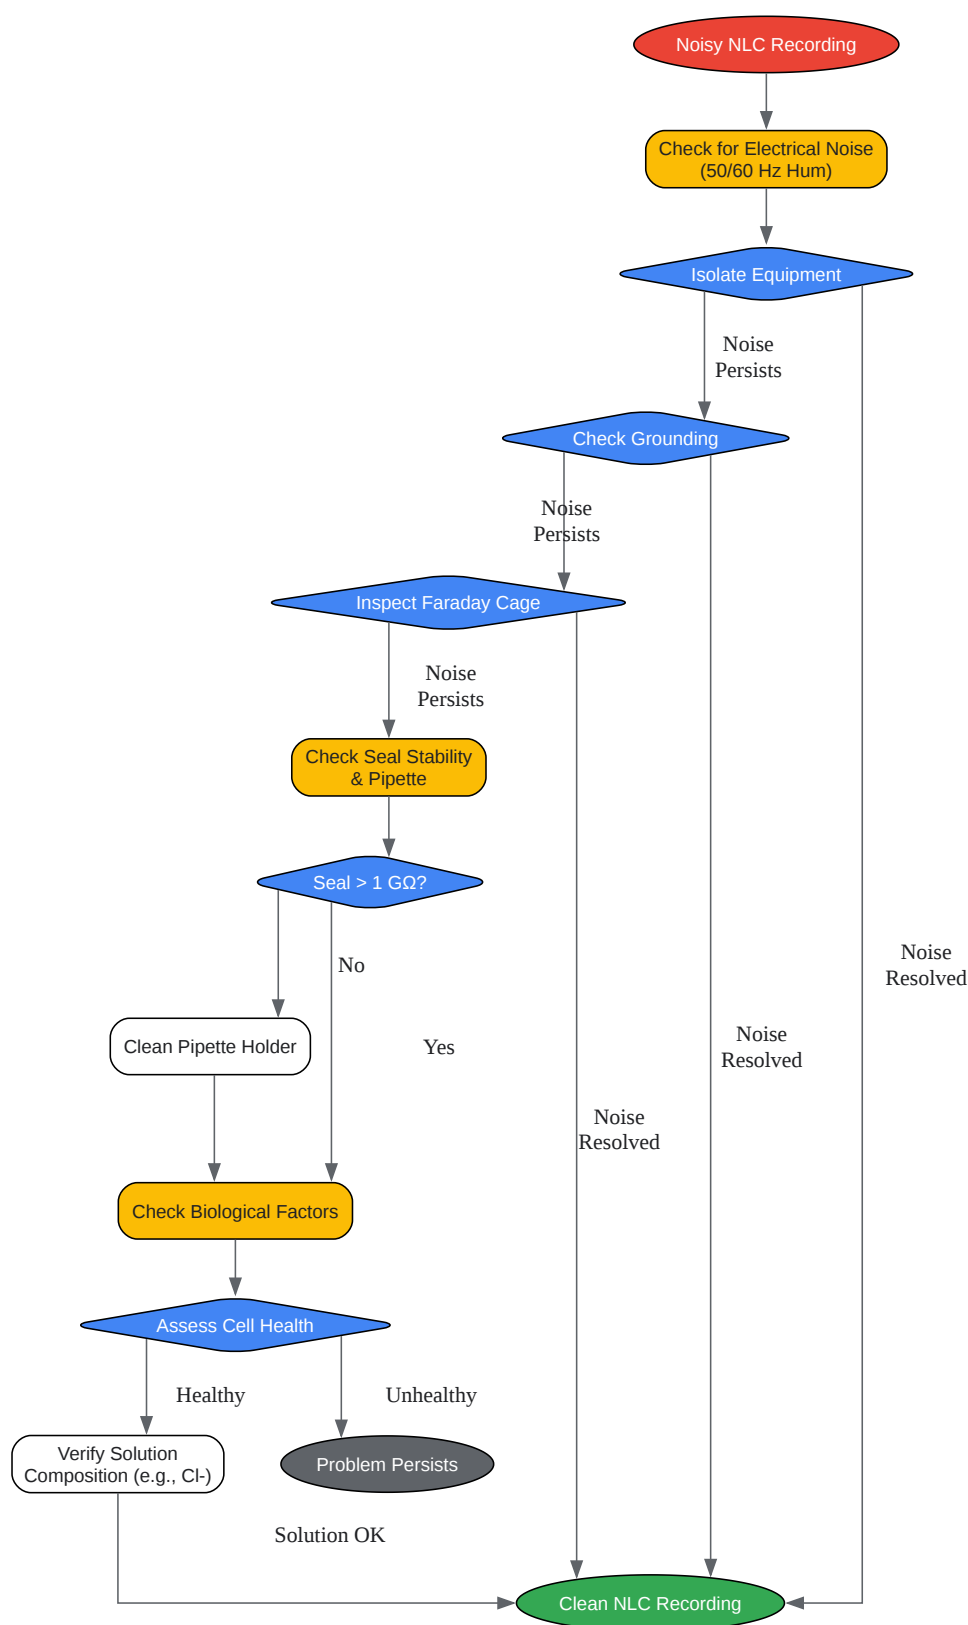 Noisy NLC Recording
Check for Electrical Noise
(50/60 Hz Hum)
Isolate Equipment
Noise
Persists
Check Grounding
Noise
Persists
Inspect Faraday Cage
Noise
Persists
Check Seal Stability
& Pipette
Seal > 1 GΩ?
No
Noise
Resolved
Clean Pipette Holder
Yes
Noise
Resolved
Noise
Resolved
Check Biological Factors
Assess Cell Health
Healthy
Unhealthy
Verify Solution
Composition (e.g., Cl-)
Problem Persists
Solution OK
Clean NLC Recording